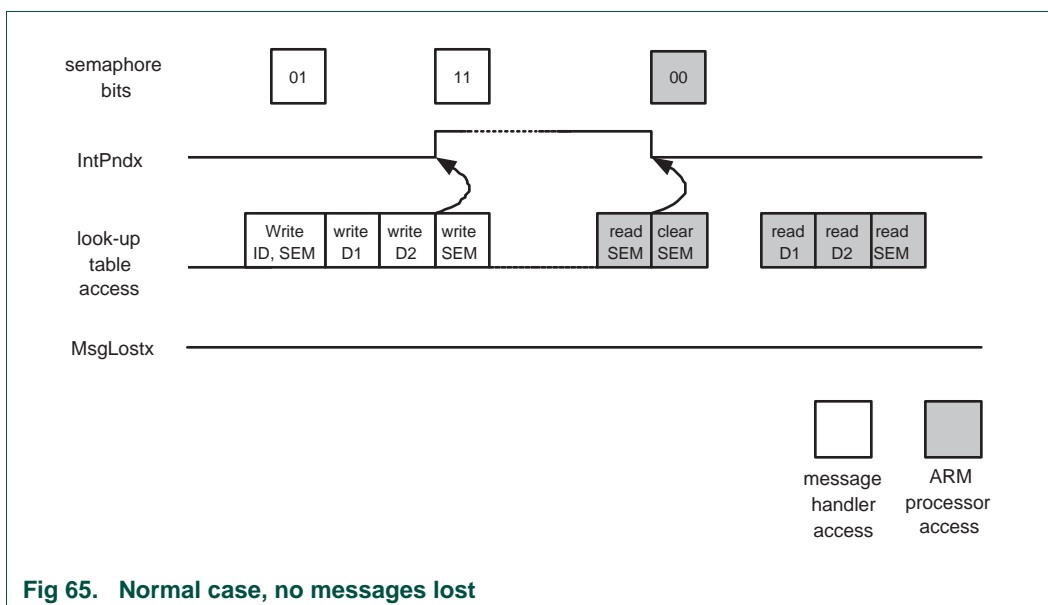 semaphore
bits
01
11
00
IntPndx
look-up
table
access
Write
ID, SEM
write
D1
write
D2
write
SEM
read
SEM
clear
SEM
read
D1
read
D2
read
SEM
MsgLostx
message
handler
access
ARM
processor
access
Fig 65. Normal case, no messages lost